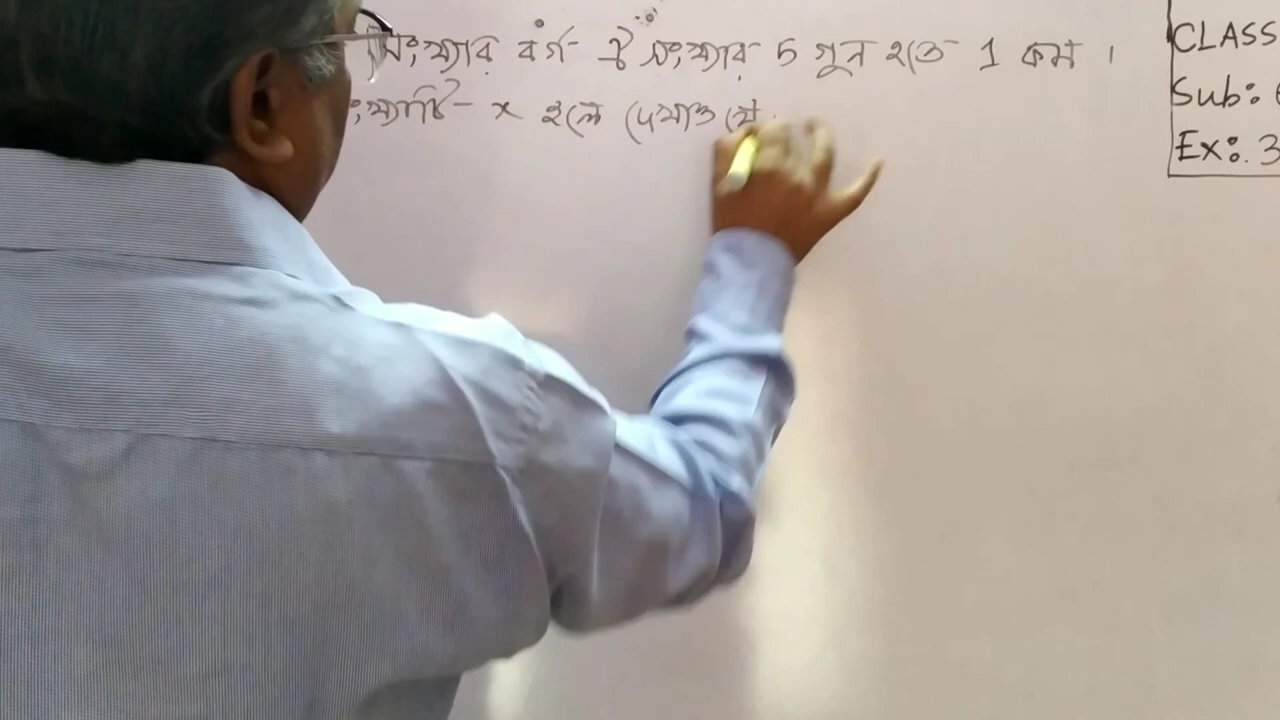 সংখ্যার বর্গ ঐ সংখ্যার 5 গুন হতে 1 কম ।
সংখ্যাটি x হলে দেখাও যে
CLASS
Sub:
Ex: 3